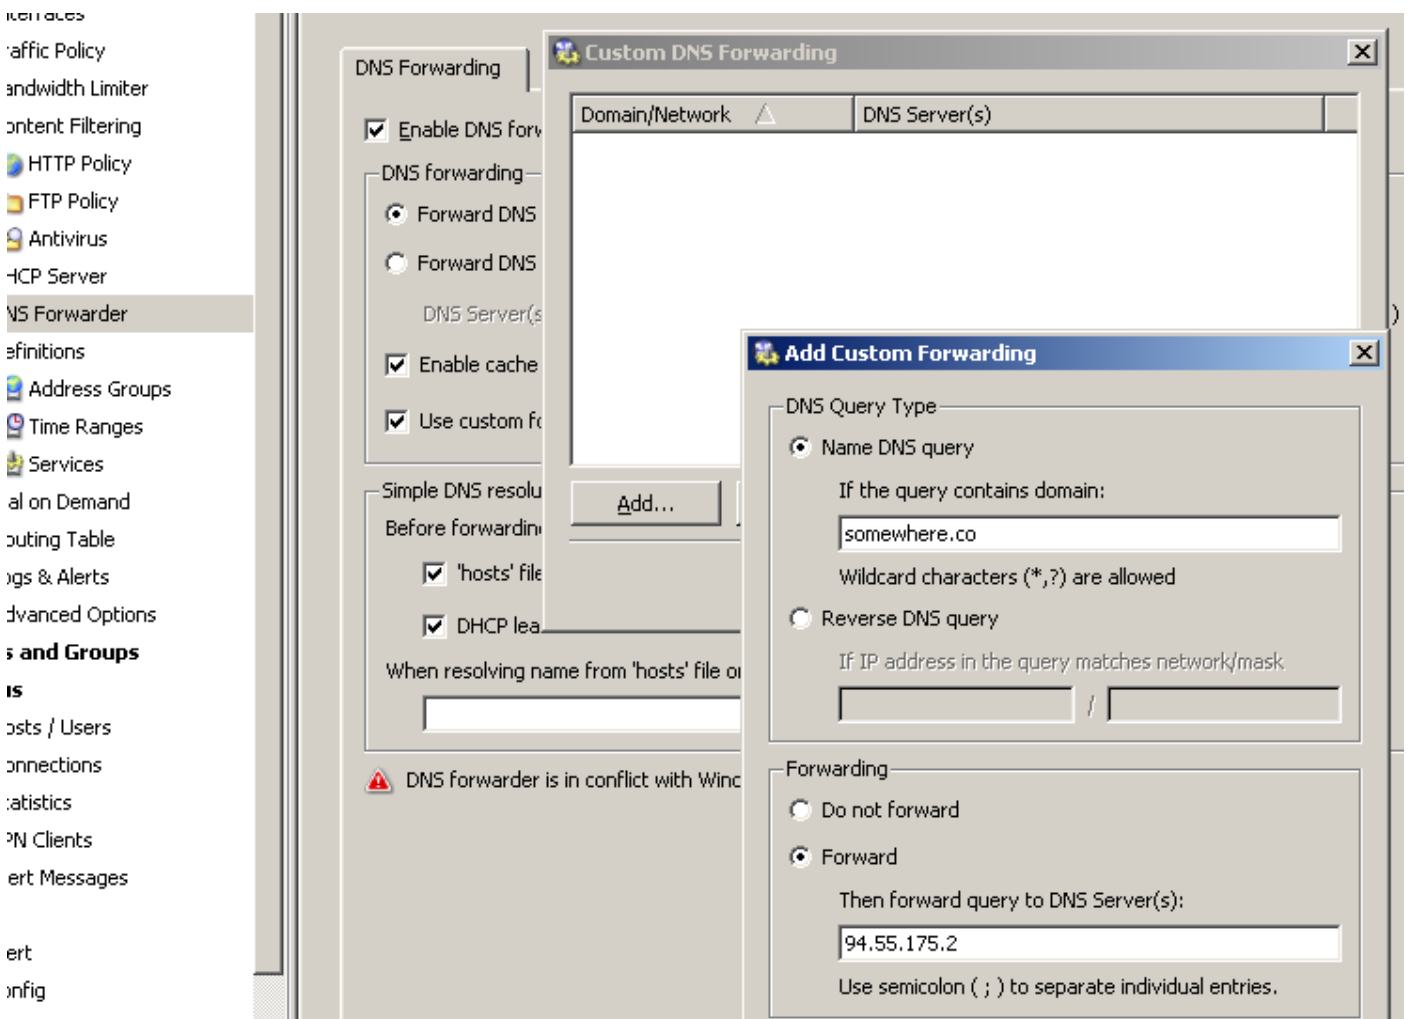 nterfaces
raffic Policy
andwidth Limiter
ontent Filtering
HTTP Policy
FTP Policy
Antivirus
HCP Server
NS Forwarder
efinitions
Address Groups
Time Ranges
Services
ial on Demand
outing Table
ogs & Alerts
dvanced Options
s and Groups
us
osts / Users
onnections
tatistics
PN Clients
ert Messages
ert
onfig
DNS Forwarding
Enable DNS forw
DNS forwarding
Forward DNS
Forward DNS
DNS Server(s
)
Enable cache
Use custom fo
Simple DNS resolu
Before forwardin
'hosts' file
DHCP lea
When resolving name from 'hosts' file o
DNS forwarder is in conflict with Winc
Custom DNS Forwarding
Domain/Network
DNS Server(s)
Add...
Add Custom Forwarding
DNS Query Type
Name DNS query
If the query contains domain:
somewhere.co
Wildcard characters (*,?) are allowed
Reverse DNS query
If IP address in the query matches network/mask
/
Forwarding
Do not forward
Forward
Then forward query to DNS Server(s):
94.55.175.2
Use semicolon ( ; ) to separate individual entries.